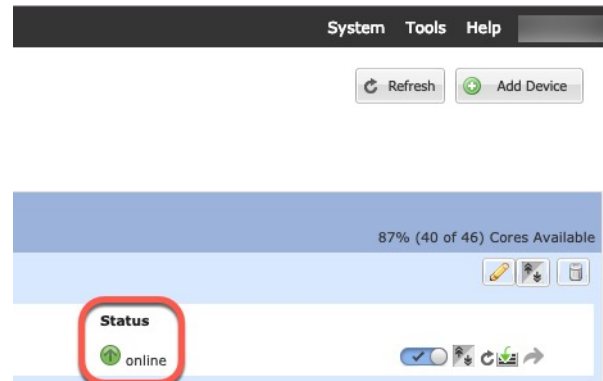 System Tools Help
Refresh Add Device
87% (40 of 46) Cores Available
Status
online